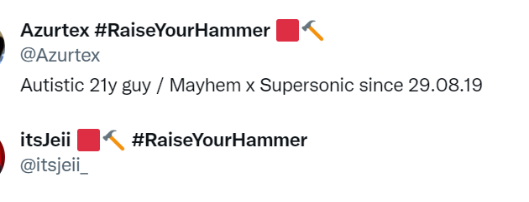 Azurtex #RaiseYourHammer 🟥🔨
@Azurtex
Autistic 21y guy / Mayhem x Supersonic since 29.08.19
itsJeii 🟥🔨 #RaiseYourHammer
@itsjeii_